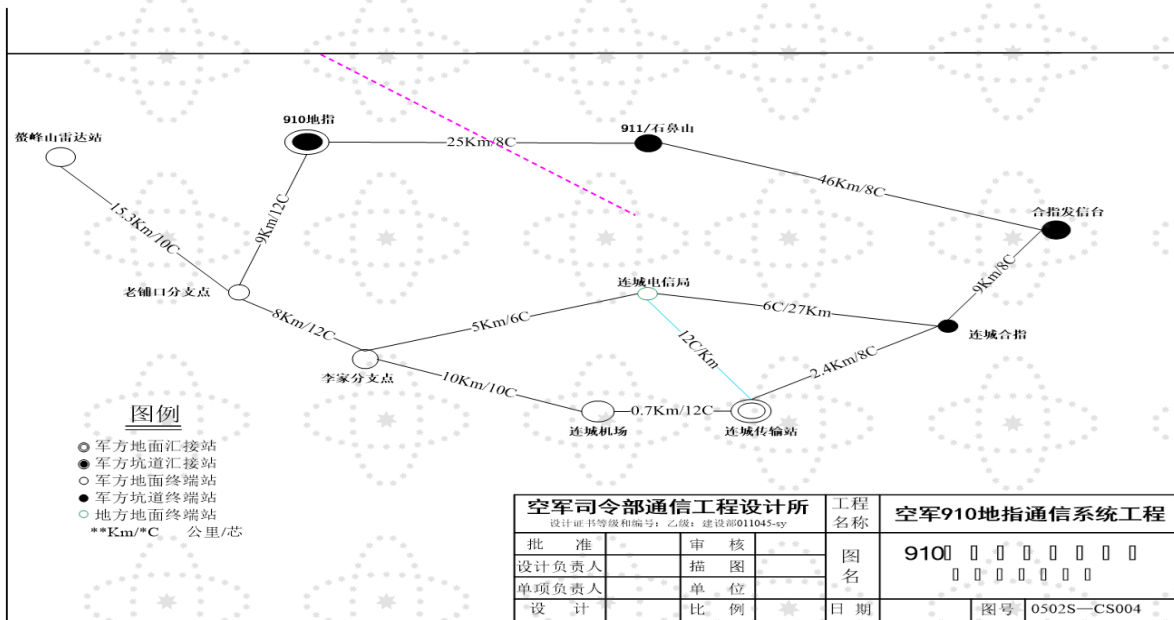 910地指
911/石鼻山
螯峰山雷达站
25Km/8C
46Km/8C
15.3Km/10C
9Km/12C
合指发信台
9Km/8C
老铺口分支点
连城电信局
8Km/12C
5Km/6C
6C/27Km
连城合指
12C/Km
2.4Km/8C
李家分支点
10Km/10C
0.7Km/12C
连城机场
连城传输站
图例
军方地面汇接站
军方坑道汇接站
军方地面终端站
军方坑道终端站
地方地面终端站
**Km/*C 公里/芯
空军司令部通信工程设计所
设计证书等级和编号：乙级：建设部011045-sy
工程名称
空军910地指通信系统工程
批准
审核
设计负责人
描图
单项负责人
单位
设计
比例
图名
910
日期
图号
0502S—CS004